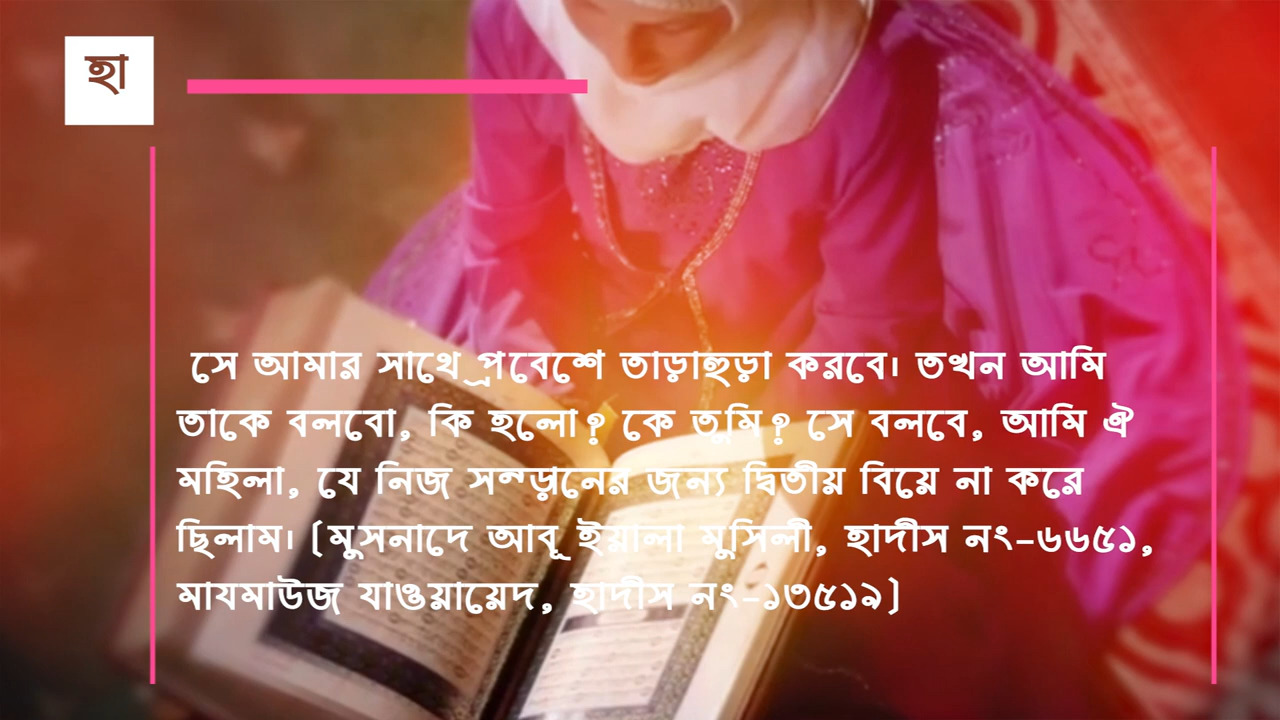 হা
সে আমার সাথে প্রবেশে তাড়াহুড়া করবে। তখন আমি
তাকে বলবো, কি হলো? কে তুমি? সে বলবে, আমি ঐ
মহিলা, যে নিজ সন্ড়ানের জন্য দ্বিতীয় বিয়ে না করে
ছিলাম। (মুসনাদে আবূ ইয়ালা মুসিলী, হাদীস নং-৬৬৫১,
মাযমাউজ যাওয়ায়েদ, হাদীস নং-১৩৫১৯)